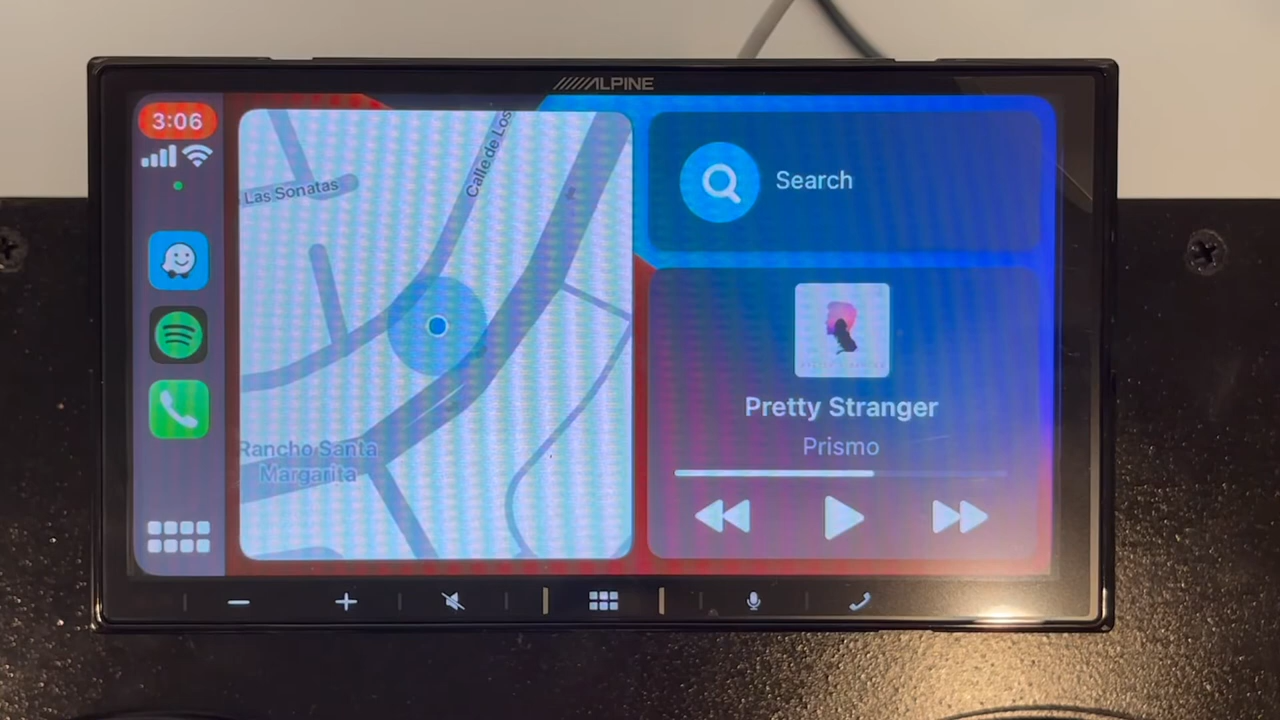 ALPINE
3:06
Las Sonatas
Calle de Los
Rancho Santa
Margarita
Search
Pretty Stranger
Prismo